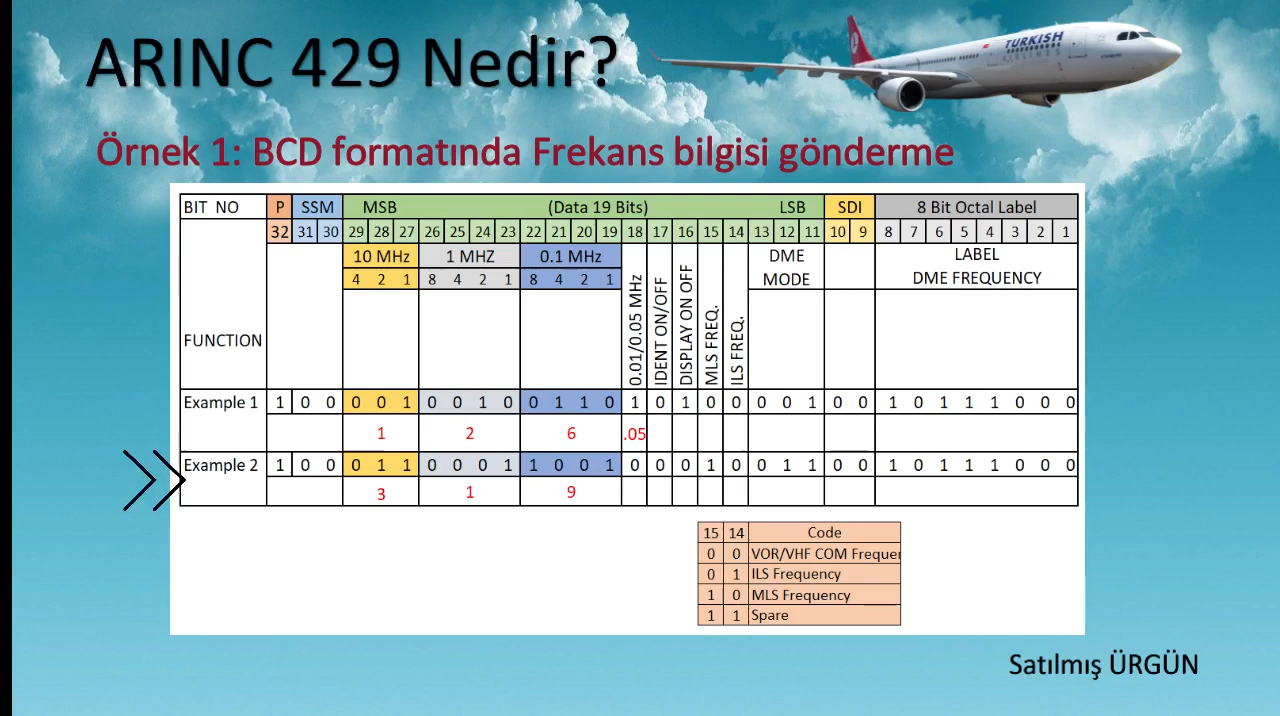 ARINC 429 Nedir?
TURKISH
AIRLINES
Örnek 1: BCD formatında Frekans bilgisi gönderme
BIT NO P SSM MSB (Data 19 Bits) LSB SDI 8 Bit Octal Label
32 31 30 29 28 27 26 25 24 23 22 21 20 19 18 17 16 15 14 13 12 11 10 9 8 7 6 5 4 3 2 1
FUNCTION
10 MHz 1 MHZ 0.1 MHz
4 2 1 8 4 2 1 8 4 2 1
0.01/0.05 MHz
IDENT ON/OFF
DISPLAY ON OFF
MLS FREQ.
ILS FREQ.
DME
MODE
LABEL
DME FREQUENCY
Example 1 1 0 0 0 0 1 0 0 1 0 0 1 1 0 1 0 1 0 0 0 0 1 0 0 1 0 1 1 1 0 0 0
1 2 6 .05
Example 2 1 0 0 0 1 1 0 0 0 1 1 0 0 1 0 0 0 1 0 0 1 1 0 0 1 0 1 1 1 0 0 0
3 1 9
15 14 Code
0 0 VOR/VHF COM Frequer
0 1 ILS Frequency
1 0 MLS Frequency
1 1 Spare
Satılmış ÜRGÜN